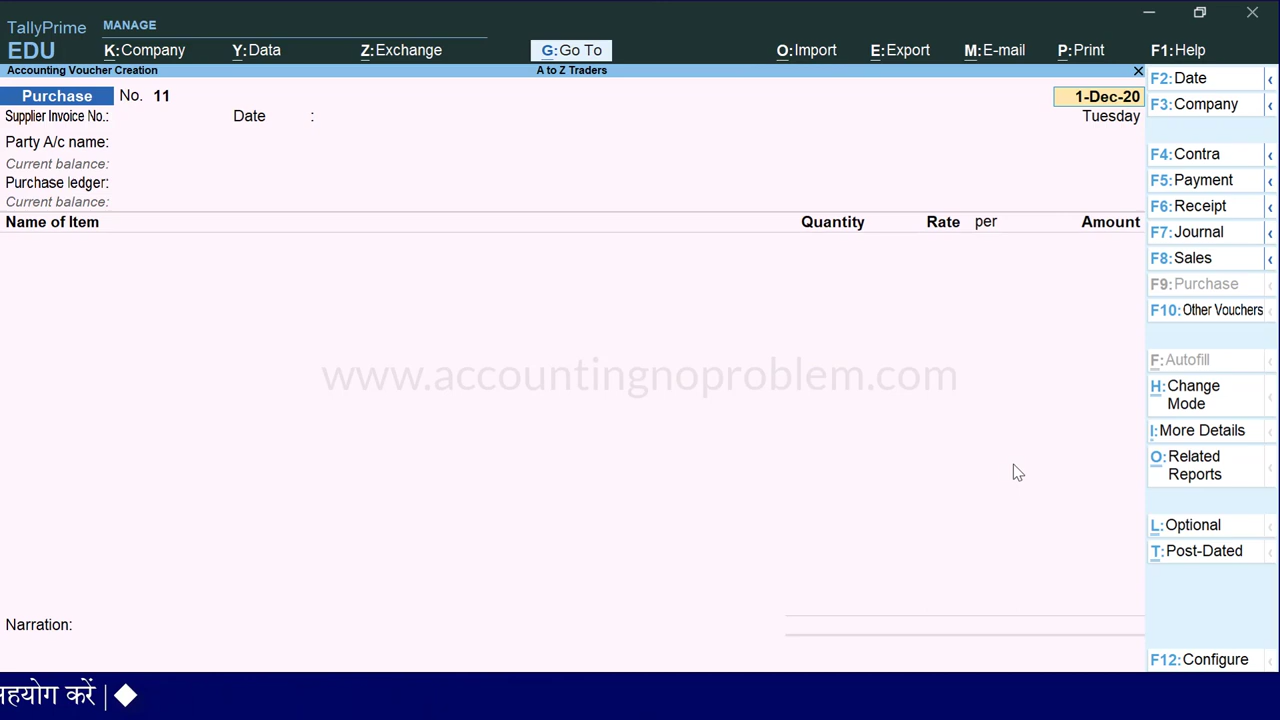 TallyPrime MANAGE
EDU K:Company Y:Data Z:Exchange G:Go To O:Import E:Export M:E-mail P:Print F1:Help
Accounting Voucher Creation A to Z Traders
Purchase No. 11 1-Dec-20
Supplier Invoice No.: Date : Tuesday
Party A/c name:
Current balance:
Purchase ledger:
Current balance:
Name of Item Quantity Rate per Amount
www.accountingnoproblem.com
Narration:
F2:Date
F3:Company
F4:Contra
F5:Payment
F6:Receipt
F7:Journal
F8:Sales
F9:Purchase
F10:Other Vouchers
F:Autofill
H:Change
Mode
I:More Details
O:Related
Reports
L:Optional
T:Post-Dated
F12:Configure
करें |